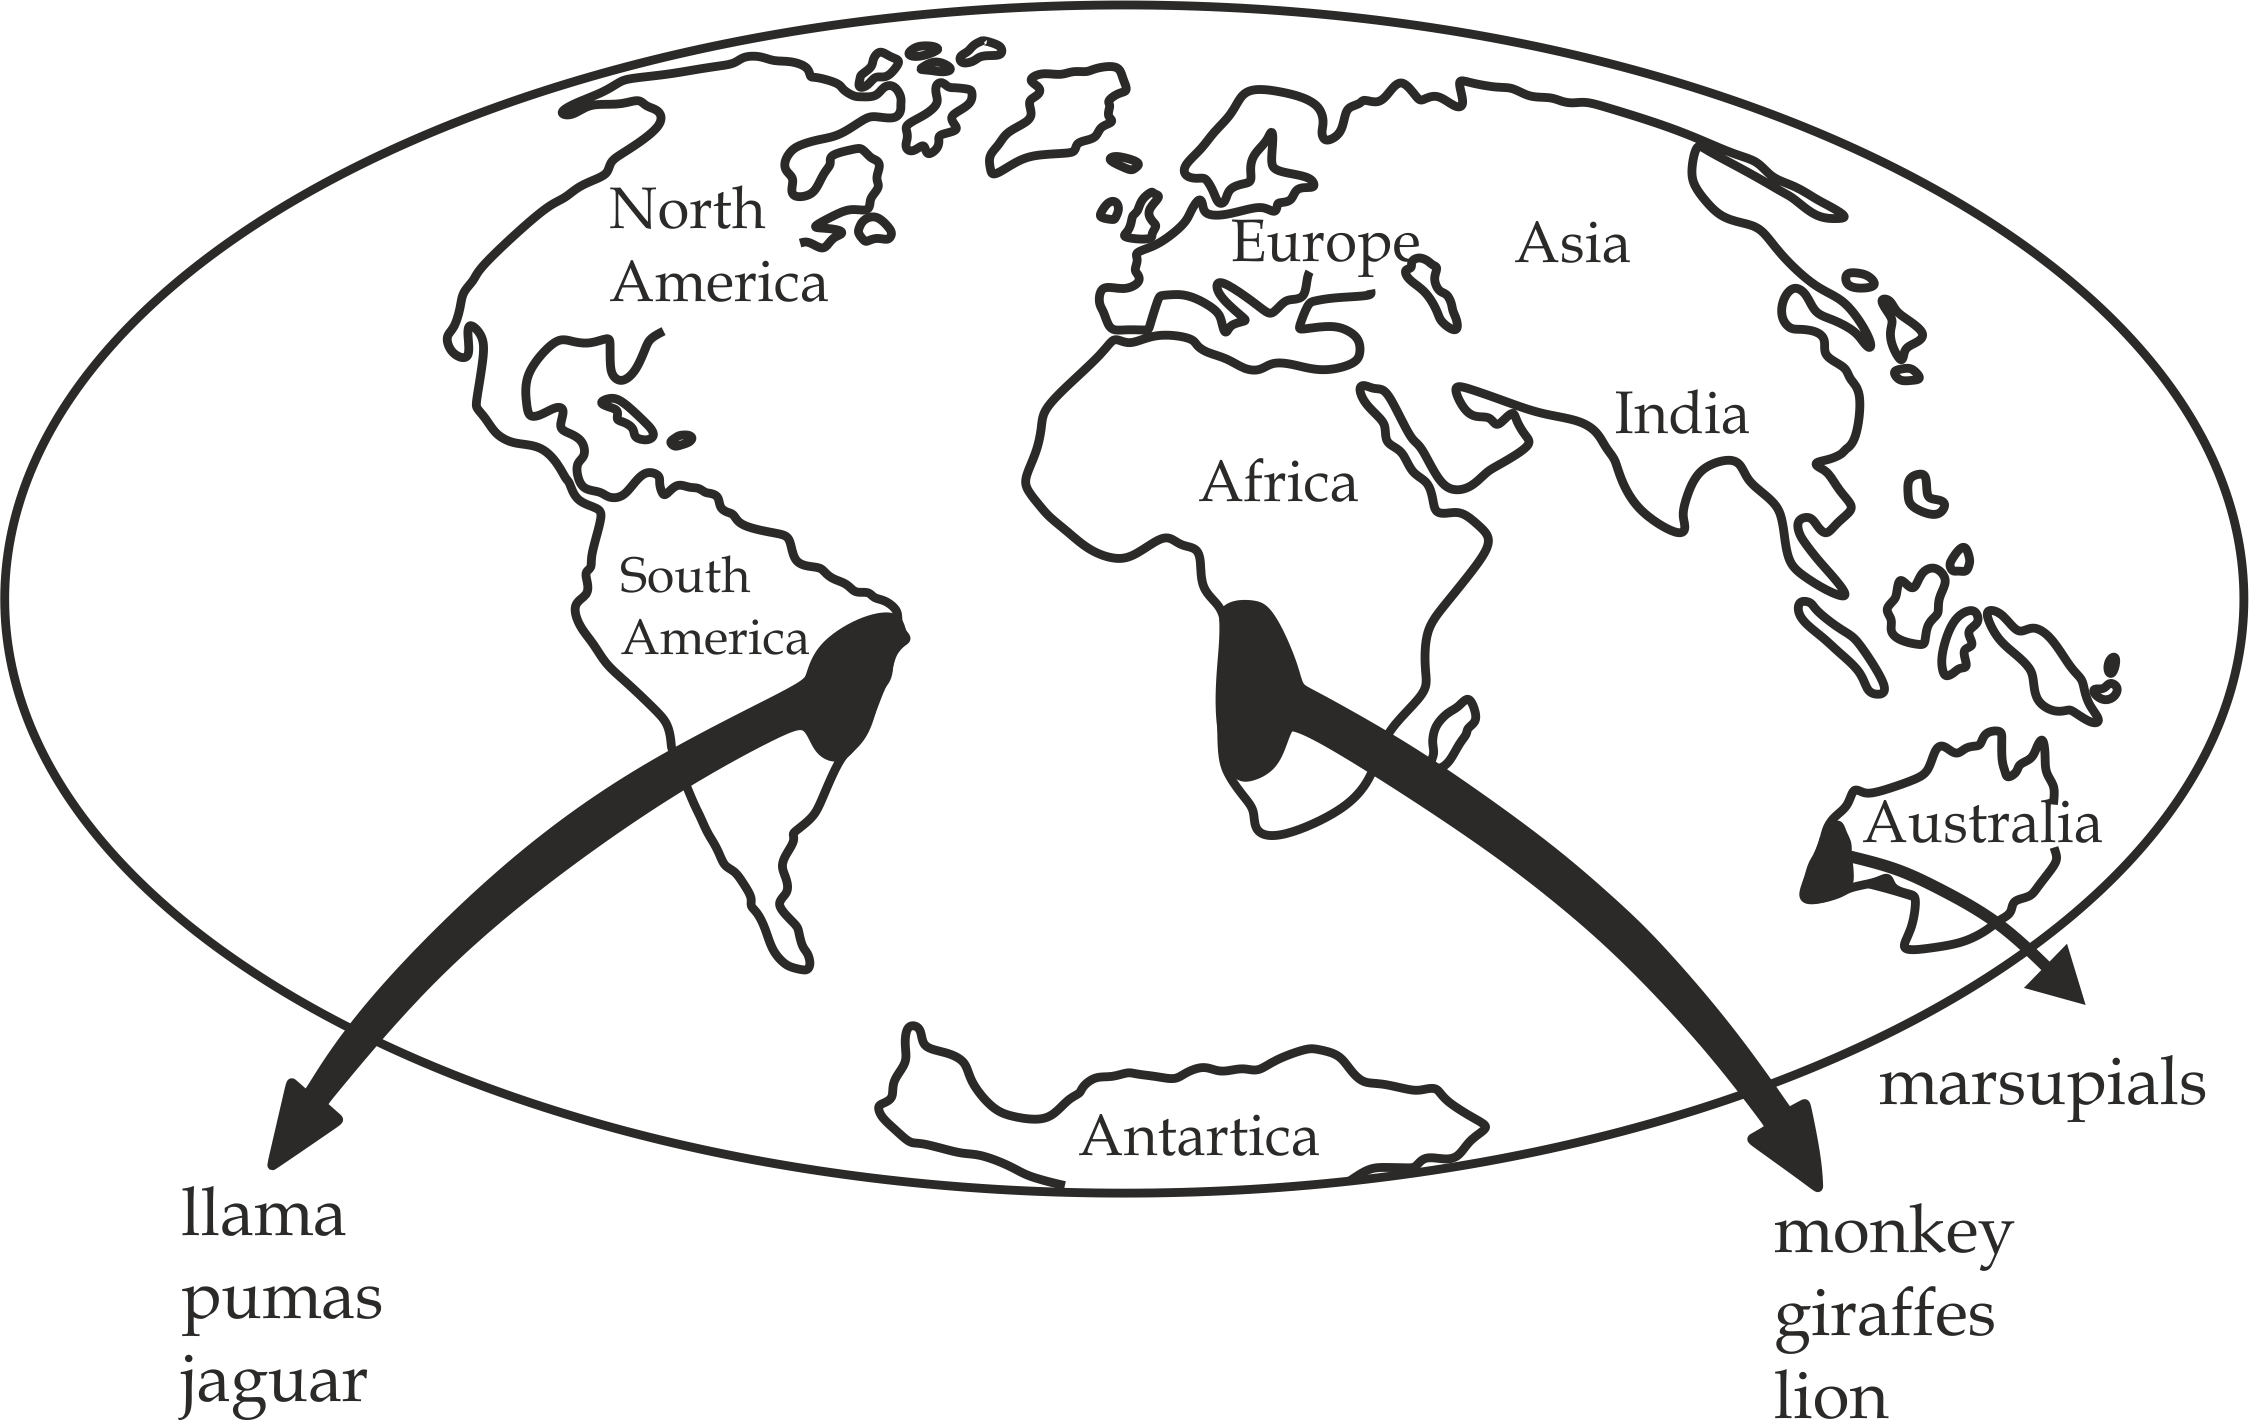 North
America
Europe
Asia
India
Africa
South
America
Australia
Antartica
marsupials
llama
pumas
jaguar
monkey
giraffes
lion